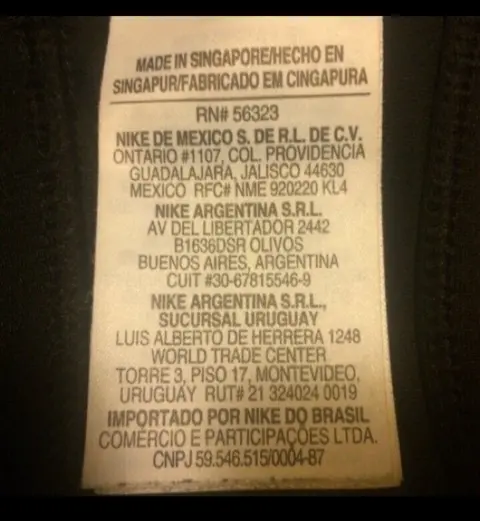 MADE IN SINGAPORE/HECHO EN
SINGAPUR/FABRICADO EM CINGAPURA
RN# 56323
NIKE DE MEXICO S. DE R.L. DE C.V.
ONTARIO #1107, COL. PROVIDENCIA
GUADALAJARA, JALISCO 44630
MEXICO RFC# NME 920220 KL4
NIKE ARGENTINA S.R.L.
AV DEL LIBERTADOR 2442
B1636DSR OLIVOS
BUENOS AIRES, ARGENTINA
CUIT #30-67815546-9
NIKE ARGENTINA S.R.L.,
SUCURSAL URUGUAY
LUIS ALBERTO DE HERRERA 1248
WORLD TRADE CENTER
TORRE 3, PISO 17, MONTEVIDEO,
URUGUAY RUT# 21 324024 0019
IMPORTADO POR NIKE DO BRASIL
COMERCIO E PARTICIPAÇÕES LTDA.
CNPJ 59.546.515/0004-87